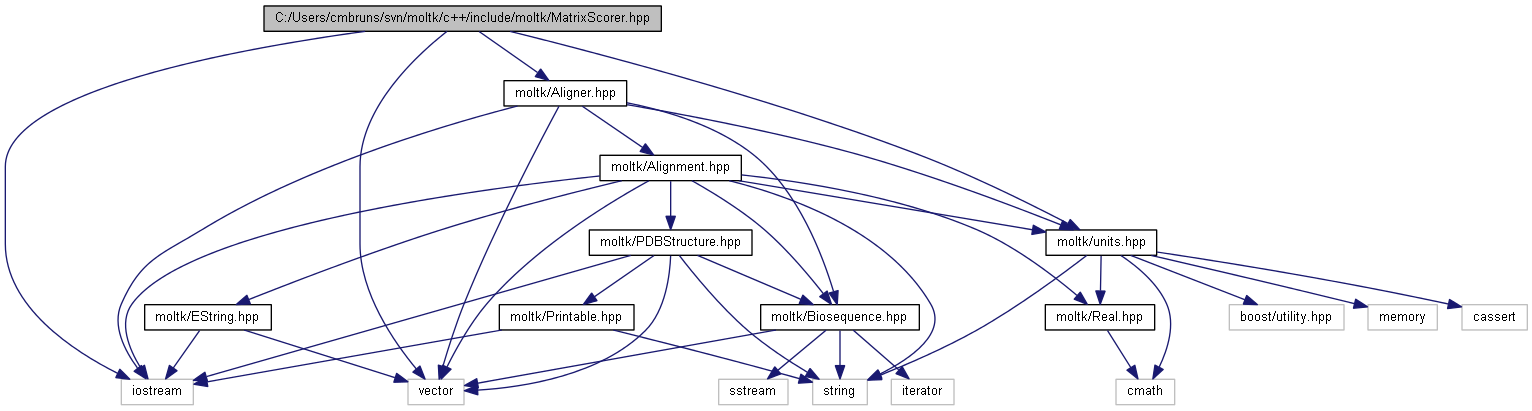 C:/Users/cmbruns/svn/moltk/c++/include/moltk/MatrixScorer.hpp
moltk/Aligner.hpp
moltk/Alignment.hpp
moltk/PDBStructure.hpp
moltk/units.hpp
moltk/EString.hpp
moltk/Printable.hpp
moltk/Biosequence.hpp
moltk/Real.hpp
boost/utility.hpp
memory
cassert
iostream
vector
sstream
string
iterator
cmath